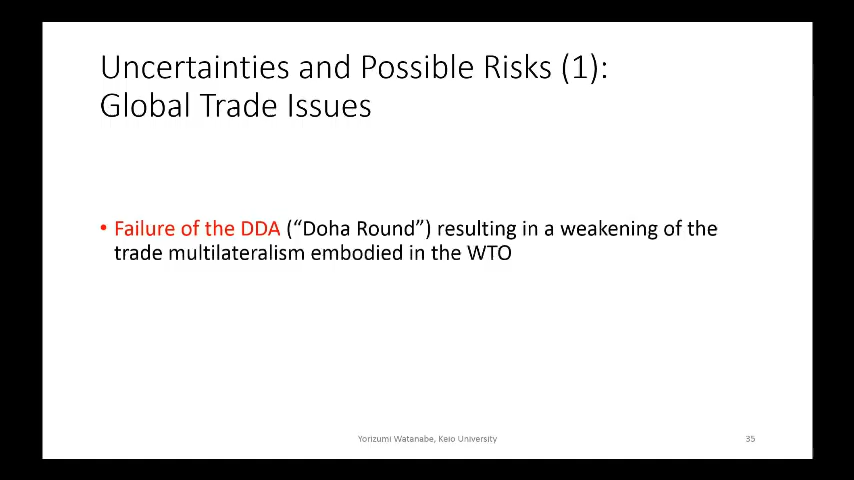 Uncertainties and Possible Risks (1):
Global Trade Issues
• Failure of the DDA (“Doha Round”) resulting in a weakening of the
trade multilateralism embodied in the WTO
Yorizumi Watanabe, Keio University
35